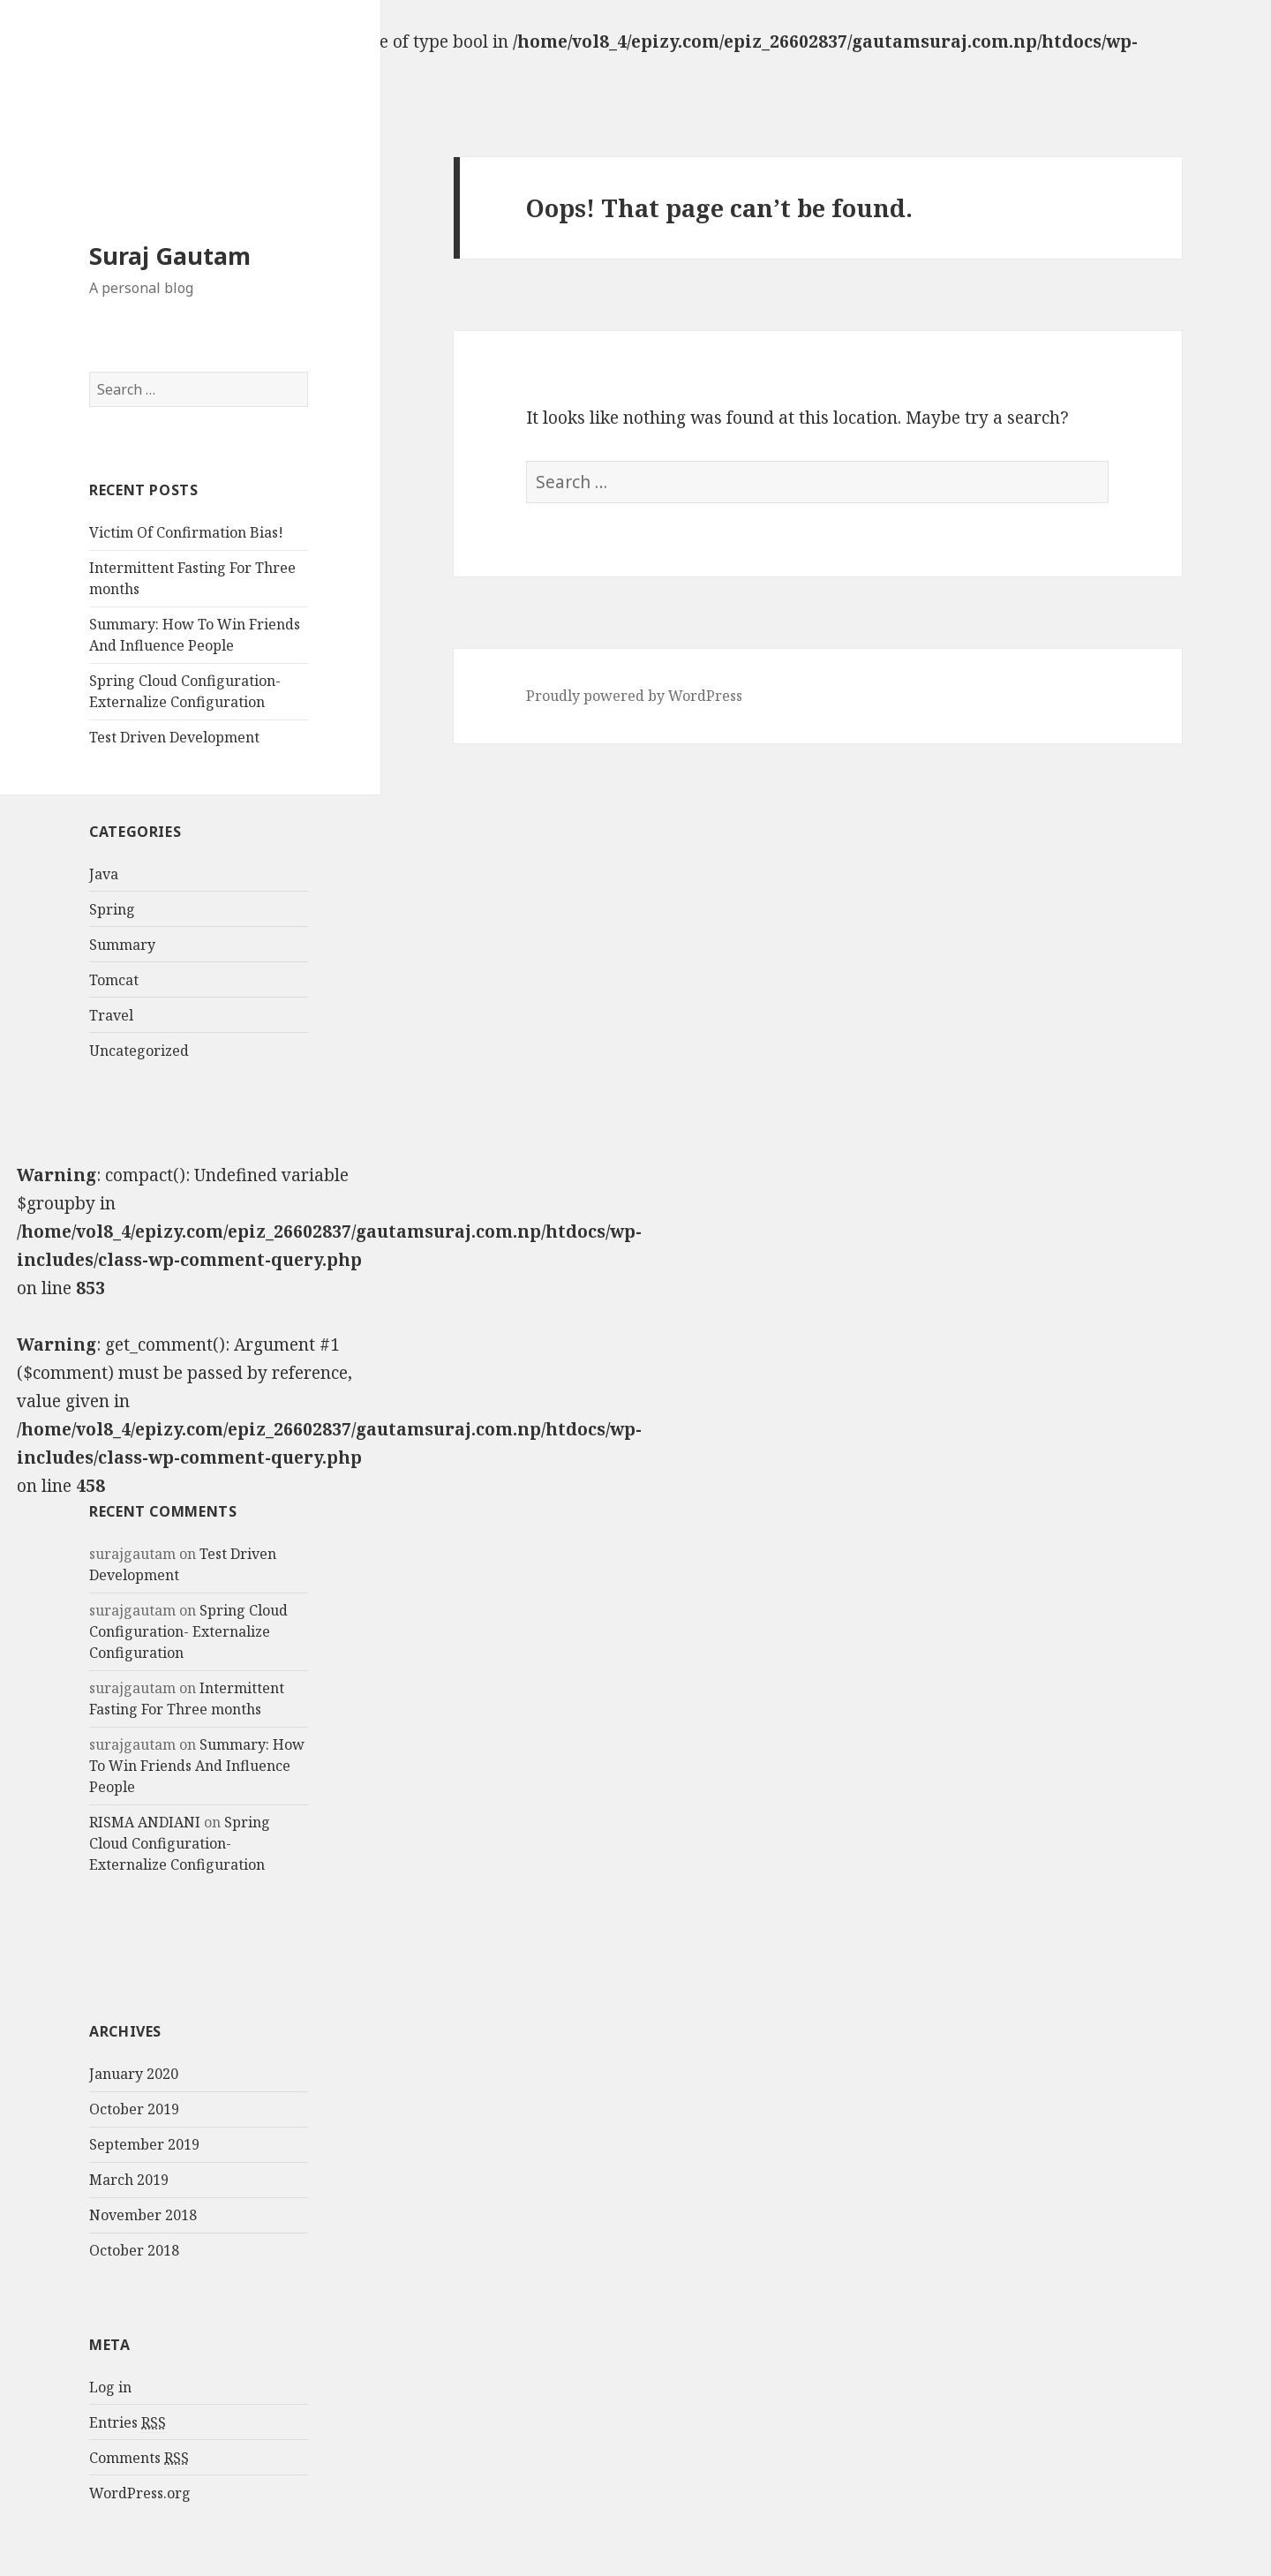 e of type bool in /home/vol8_4/epizy.com/epiz_26602837/gautamsuraj.com.np/htdocs/wp-
Suraj Gautam
A personal blog
Search …
RECENT POSTS
Victim Of Confirmation Bias!
Intermittent Fasting For Three
months
Summary: How To Win Friends
And Influence People
Spring Cloud Configuration-
Externalize Configuration
Test Driven Development
CATEGORIES
Java
Spring
Summary
Tomcat
Travel
Uncategorized
Warning: compact(): Undefined variable
$groupby in
/home/vol8_4/epizy.com/epiz_26602837/gautamsuraj.com.np/htdocs/wp-
includes/class-wp-comment-query.php
on line 853
Warning: get_comment(): Argument #1
($comment) must be passed by reference,
value given in
/home/vol8_4/epizy.com/epiz_26602837/gautamsuraj.com.np/htdocs/wp-
includes/class-wp-comment-query.php
on line 458
RECENT COMMENTS
surajgautam on Test Driven
Development
surajgautam on Spring Cloud
Configuration- Externalize
Configuration
surajgautam on Intermittent
Fasting For Three months
surajgautam on Summary: How
To Win Friends And Influence
People
RISMA ANDIANI on Spring
Cloud Configuration-
Externalize Configuration
ARCHIVES
January 2020
October 2019
September 2019
March 2019
November 2018
October 2018
META
Log in
Entries RSS
Comments RSS
WordPress.org
Oops! That page can’t be found.
It looks like nothing was found at this location. Maybe try a search?
Search …
Proudly powered by WordPress